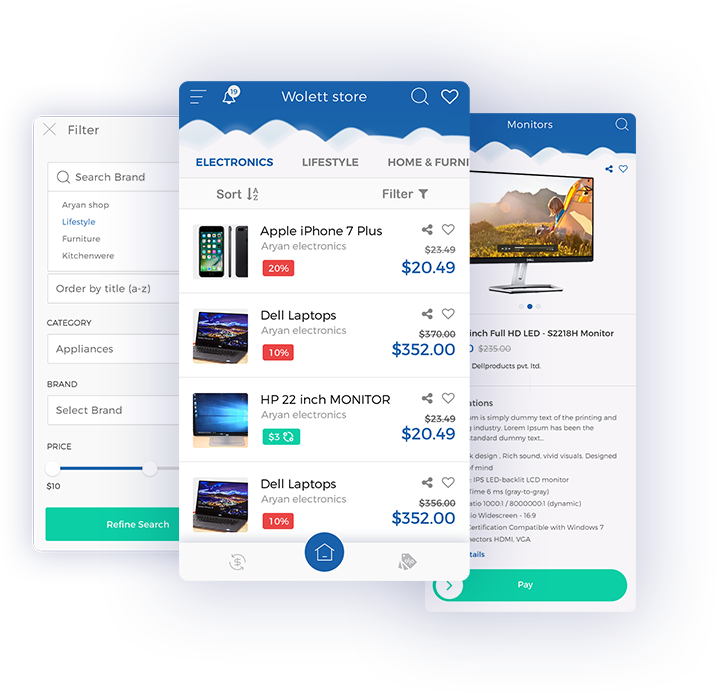 Filter
Search Brand
Aryan shop
Lifestyle
Furniture
Kitchenwere
Order by title (a-z)
CATEGORY
Appliances
BRAND
Select Brand
PRICE
$10
Refine Search
19
Wolett store
ELECTRONICS LIFESTYLE HOME & FURNI
Sort A Z Filter
Apple iPhone 7 Plus
Aryan electronics
$23.49
20%
$20.49
Dell Laptops
Aryan electronics
$370.00
10%
$352.00
HP 22 inch MONITOR
Aryan electronics
$23.49
$3
$20.49
Dell Laptops
Aryan electronics
$356.00
10%
$352.00
Monitors
inch Full HD LED - S2218H Monitor
0 $235.00
Dellproducts pvt. ltd.
ations
um is simply dummy text of the printing and
g industry. Lorem Ipsum has been the
standard dummy text...
k design , Rich sound, vivid visuals. Designed
of mind
: IPS LED-backlit LCD monitor
Time 6 ms (gray-to-gray)
atio 1000:1 / 8000000:1 (dynamic)
io Widescreen - 16:9
Certification Compatible with Windows 7
nectors HDMI, VGA
etails
Pay